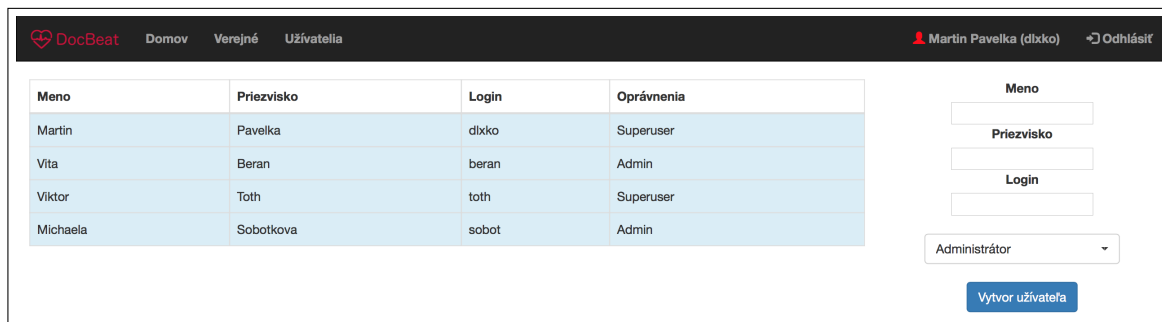 DocBeat Domov Verejné Užívatelia Martin Pavelka (dlxko) Odhlásiť
Meno Priezvisko Login Oprávnenia
Martin Pavelka dlxko Superuser
Vita Beran beran Admin
Viktor Toth toth Superuser
Michaela Sobotkova sobot Admin
Meno
Priezvisko
Login
Administrátor
Vytvor užívateľa